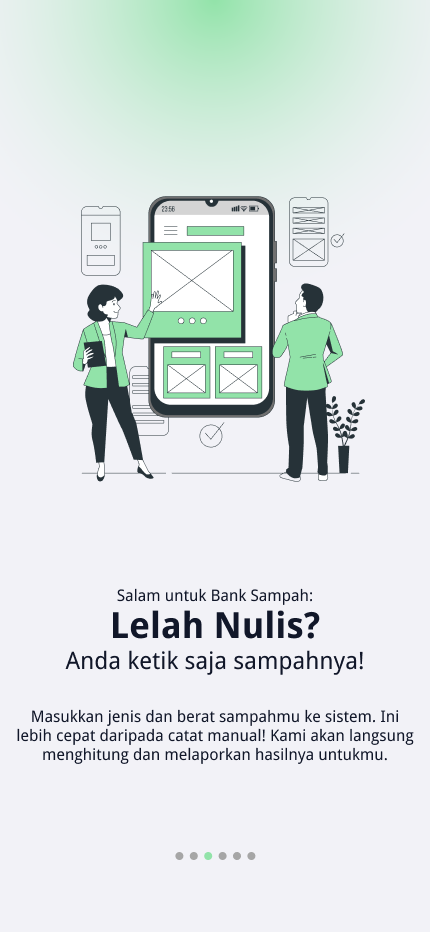 23:56
Salam untuk Bank Sampah:
Lelah Nulis?
Anda ketik saja sampahnya!
Masukkan jenis dan berat sampahmu ke sistem. Ini
lebih cepat daripada catat manual! Kami akan langsung
menghitung dan melaporkan hasilnya untukmu.